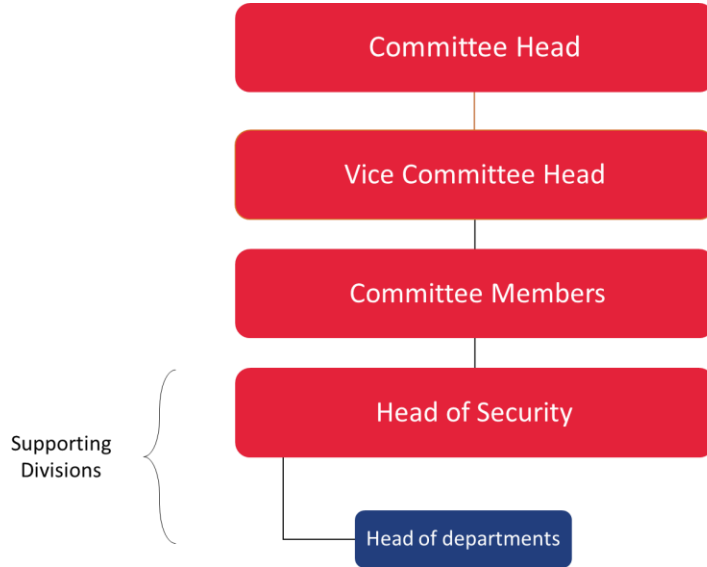 Committee Head
Vice Committee Head
Committee Members
Head of Security
Supporting
Divisions
Head of departments